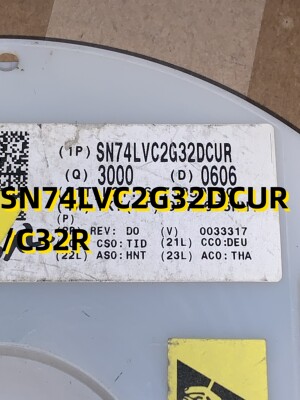 (1P) SN74LVC2G32DCUR
(Q) 3000 (D) 0606
SN74LVC2G32DCUR
/C32R
(P)
REV: DO (V) 0033317
CSO: TID (21L) CCO:DEU
(22L) ASO: HNT (23L) ACO: THA